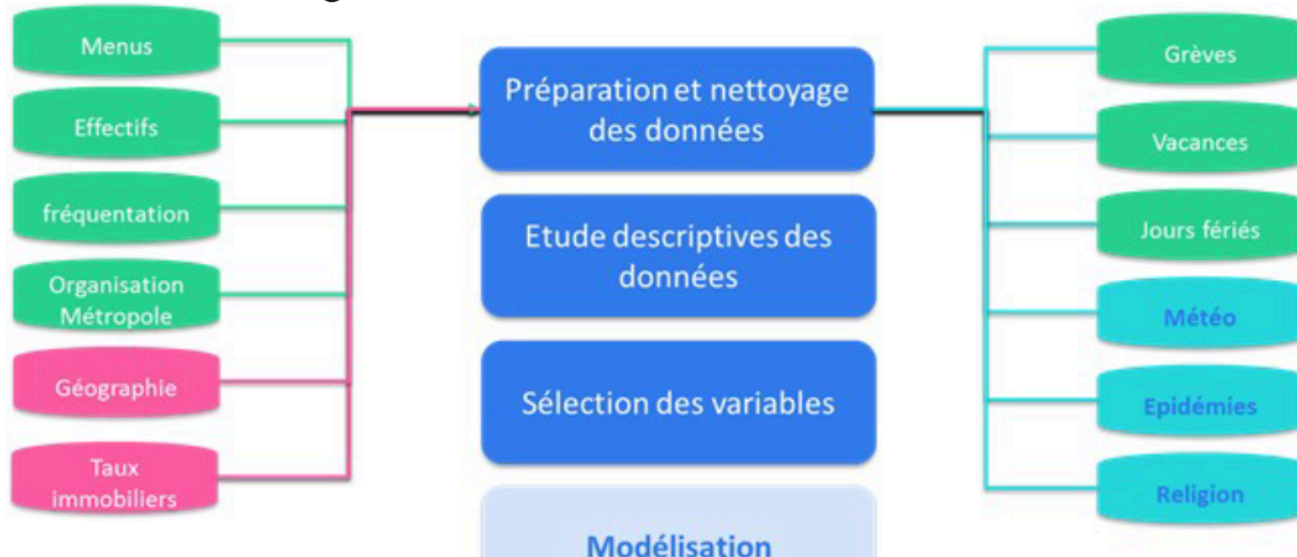 Menus
Effectifs
fréquentation
Organisation
Métropole
Géographie
Taux
immobiliers
Préparation et nettoyage
des données
Etude descriptives des
données
Sélection des variables
Modélisation
Grèves
Vacances
Jours fériés
Météo
Epidémies
Religion